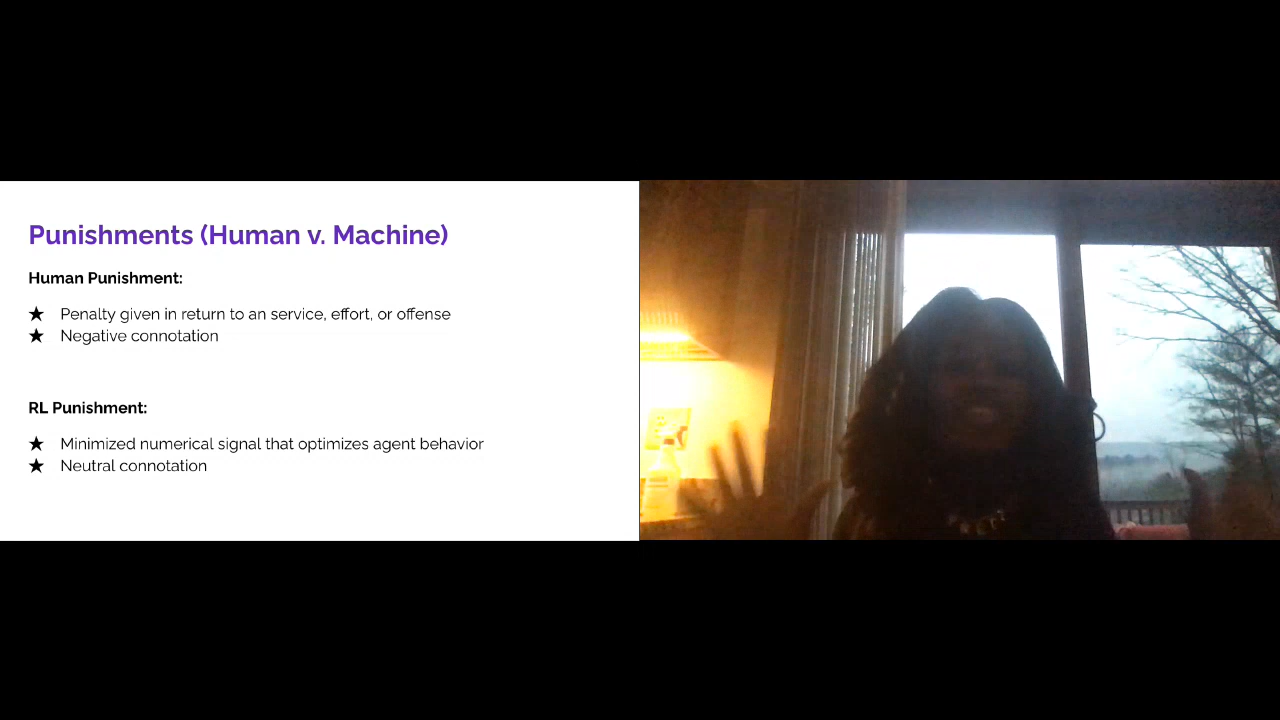 Punishments (Human v. Machine)
Human Punishment:
★ Penalty given in return to an service, effort, or offense
★ Negative connotation
RL Punishment:
★ Minimized numerical signal that optimizes agent behavior
★ Neutral connotation